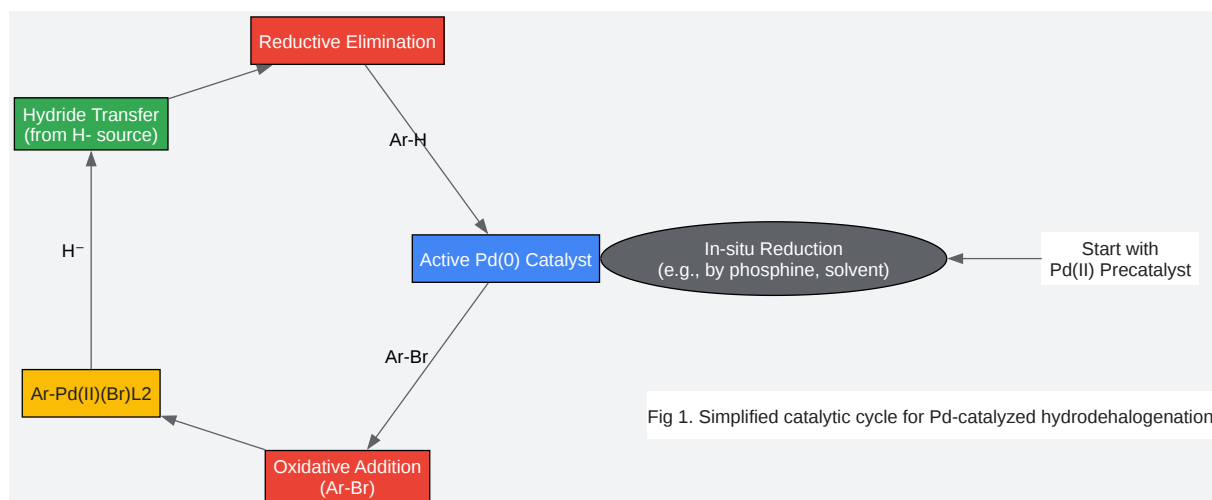 Reductive Elimination
Hydride Transfer
(from H- source)
Ar-H
In-situ Reduction
(e.g., by phosphine, solvent)
Start with
Pd(II) Precatalyst
Active Pd(0) Catalyst
H⁻
Ar-Br
Ar-Pd(II)(Br)L2
Fig 1. Simplified catalytic cycle for Pd-catalyzed hydrodehalogenation
Oxidative Addition
(Ar-Br)